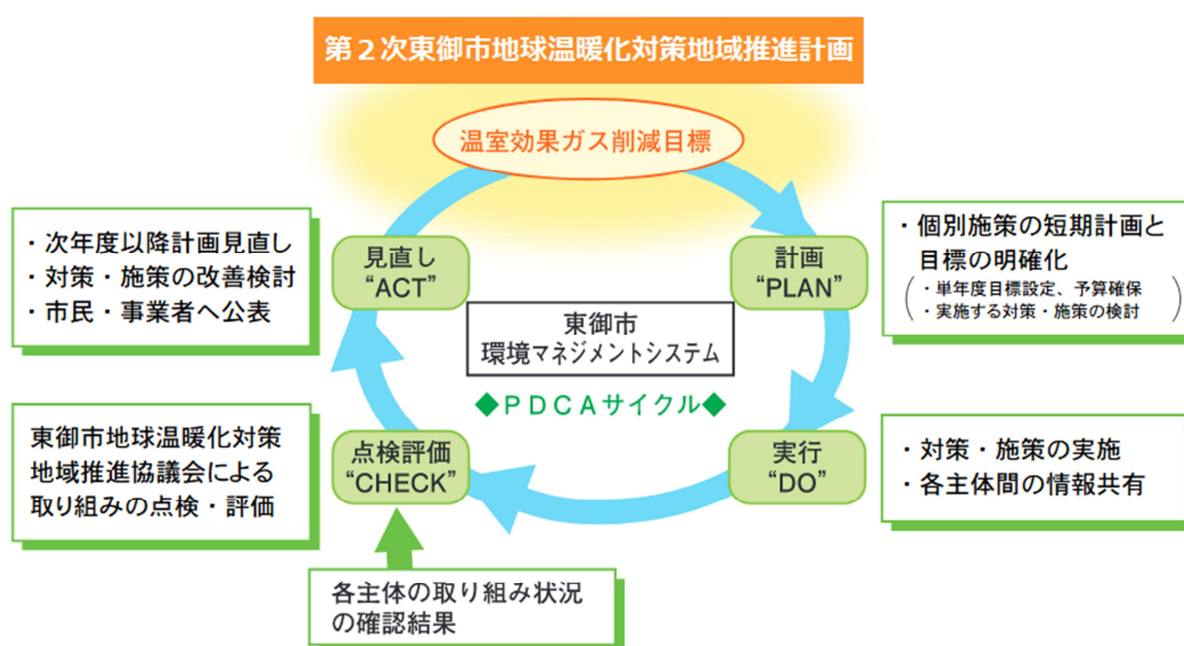 第２次東御市地球温暖化対策地域推進計画
温室効果ガス削減目標
・次年度以降計画見直し
・対策・施策の改善検討
・市民・事業者へ公表
見直し
“ACT”
計画
“PLAN”
・個別施策の短期計画と
目標の明確化
・単年度目標設定、予算確保
・実施する対策・施策の検討
東御市
環境マネジメントシステム
◆ＰＤＣＡサイクル◆
東御市地球温暖化対策
地域推進協議会による
取り組みの点検・評価
点検評価
“CHECK”
実行
“DO”
・対策・施策の実施
・各主体間の情報共有
各主体の取り組み状況
の確認結果